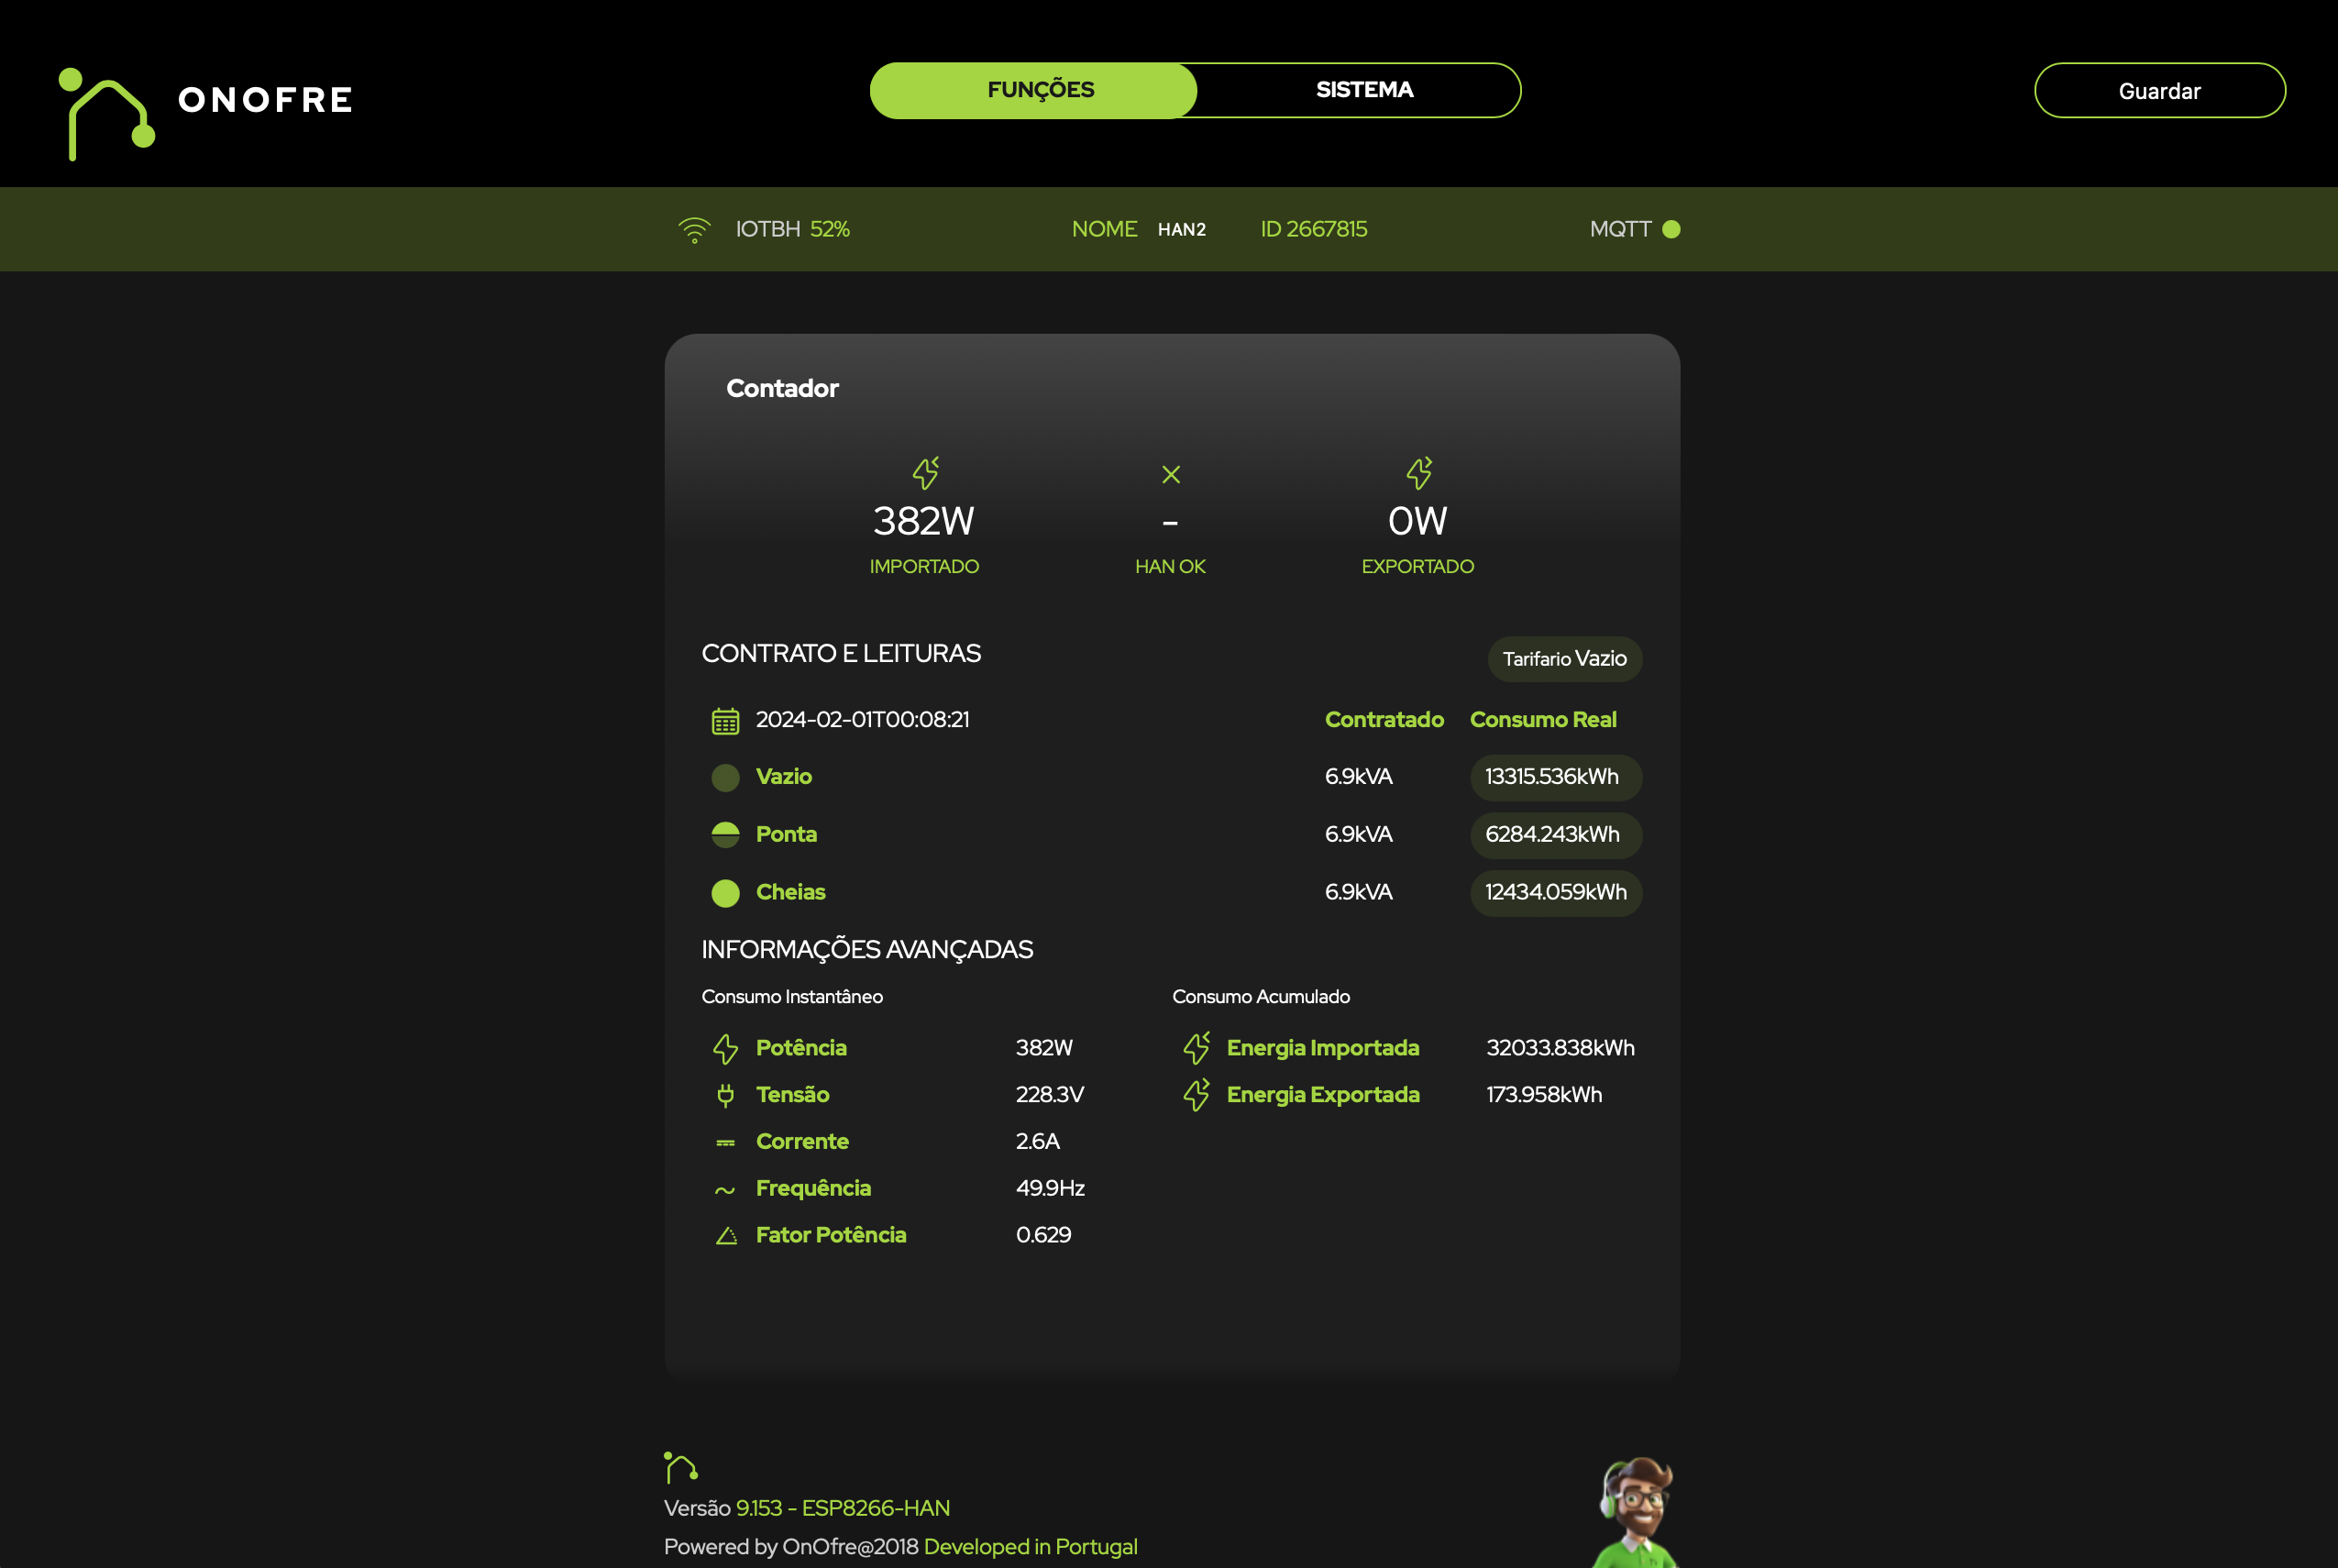 ONOFRE
FUNÇÕES SISTEMA
Guardar
IOTBH 52% NOME HAN2 ID 2667815 MQTT
Contador
382W - 0W
IMPORTADO HAN OK EXPORTADO
CONTRATO E LEITURAS Tarifario Vazio
2024-02-01T00:08:21 Contratado Consumo Real
Vazio 6.9kVA 13315.536kWh
Ponta 6.9kVA 6284.243kWh
Cheias 6.9kVA 12434.059kWh
INFORMAÇÕES AVANÇADAS
Consumo Instantâneo Consumo Acumulado
Potência 382W Energia Importada 32033.838kWh
Tensão 228.3V Energia Exportada 173.958kWh
Corrente 2.6A
Frequência 49.9Hz
Fator Potência 0.629
Versão 9.153 - ESP8266-HAN
Powered by OnOfre@2018 Developed in Portugal